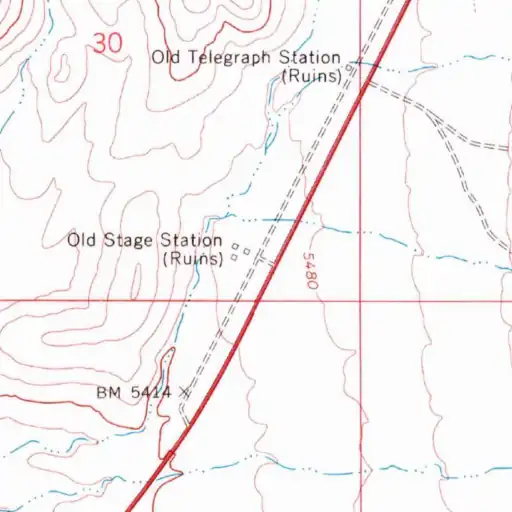 30
Old Telegraph Station
(Ruins)
Old Stage Station
(Ruins)
5480
BM 5414